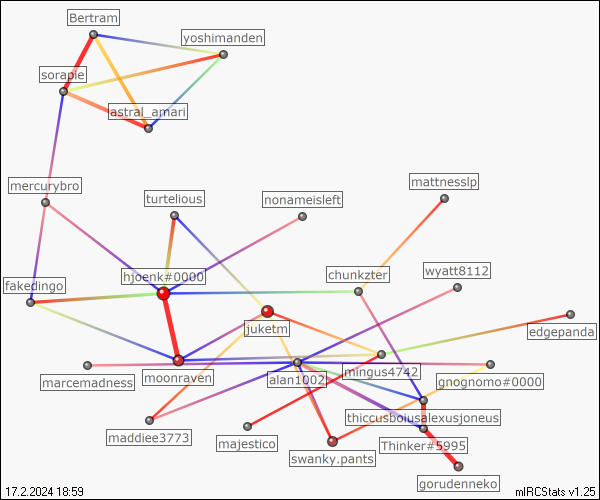 Bertram
yoshimanden
sorapie
astral_amari
mercurybro
turtelious
nonameisleft
mattnesslp
fakedingo
hjoenk#0000
chunkzter
wyatt8112
juketm
edgepanda
marcemadness
moonraven
alan1002
mingus4742
gnognomo#0000
thiccusboiusalexusjoneus
maddiee3773
majestico
swanky.pants
Thinker#5995
gorudenneko
17.2.2024 18:59
mIRCStats v1.25